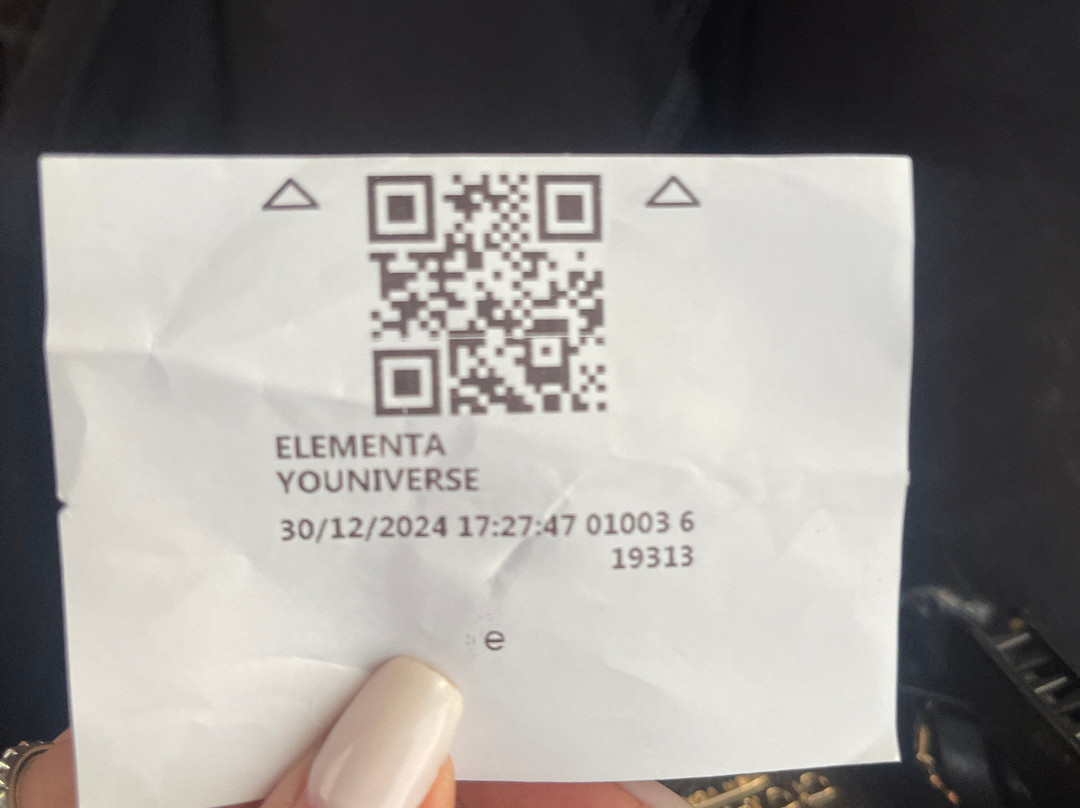 ELEMENTA
YOUNIVERSE
30/12/2024 17:27:47 01003 6
19313
e